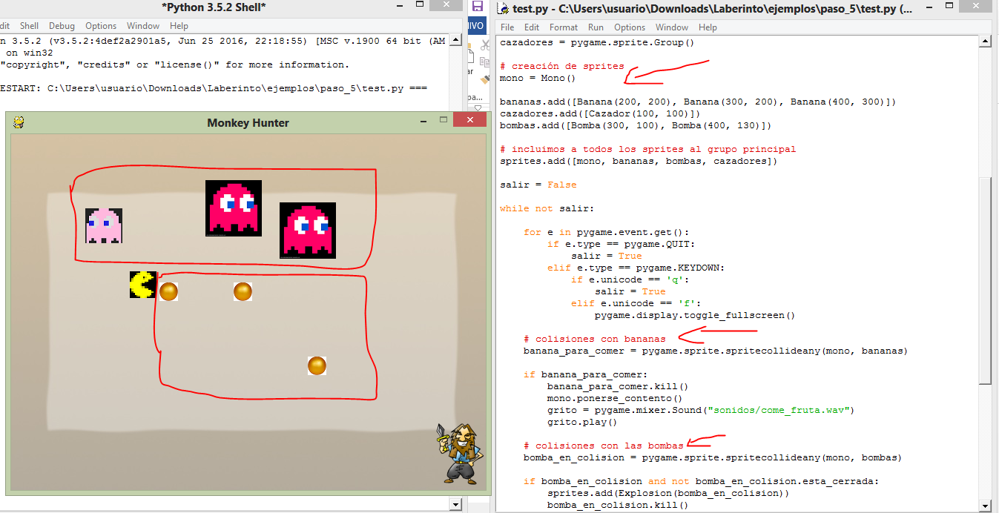 *Python 3.5.2 Shell*
dit Shell Debug Options Window Help
n 3.5.2 (v3.5.2:4def2a2901a5, Jun 25 2016, 22:18:55) [MSC v.1900 64 bit (AM
on win32
"copyright", "credits" or "license()" for more information.
ESTART: C:\Users\usuario\Downloads\Laberinto\ejemplos\paso_5\test.py ===
IVO
ar
pa...
Monkey Hunter
test.py - C:\Users\usuario\Downloads\Laberinto\ejemplos\paso_5\test.py (...
File Edit Format Run Options Window Help
cazadores = pygame.sprite.Group()
# creación de sprites
mono = Mono()
bananas.add([Banana(200, 200), Banana(300, 200), Banana(400, 300)])
cazadores.add([Cazador(100, 100)])
bombas.add([Bomba(300, 100), Bomba(400, 130)])
# incluimos a todos los sprites al grupo principal
sprites.add([mono, bananas, bombas, cazadores])
salir = False
while not salir:
for e in pygame.event.get():
if e.type == pygame.QUIT:
salir = True
elif e.type == pygame.KEYDOWN:
if e.unicode == 'q':
salir = True
elif e.unicode == 'f':
pygame.display.toggle_fullscreen()
# colisiones con bananas
banana_para_comer = pygame.sprite.spritecollideany(mono, bananas)
if banana_para_comer:
banana_para_comer.kill()
mono.ponerse_contento()
grito = pygame.mixer.Sound("sonidos/come_fruta.wav")
grito.play()
# colisiones con las bombas
bomba_en_colision = pygame.sprite.spritecollideany(mono, bombas)
if bomba_en_colision and not bomba_en_colision.esta_cerrada:
sprites.add(Explosion(bomba_en_colision))
bomba_en_colision.kill()